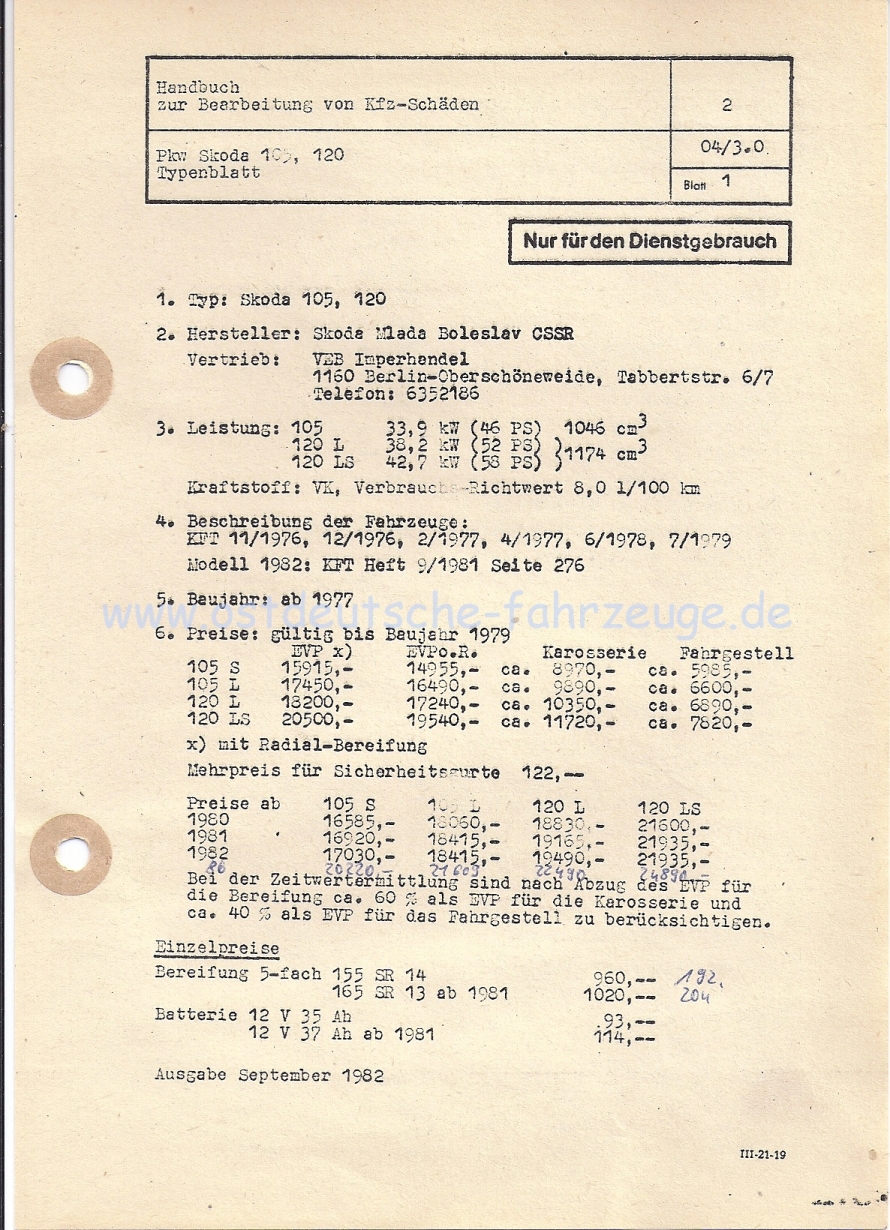 Handbuch
zur Bearbeitung von Kfz-Schäden
2
Pkw Skoda 105, 120
Typenblatt
04/3.0.
Blatt 1
Nur für den Dienstgebrauch
1. Typ: Skoda 105, 120
2. Hersteller: Skoda Mlada Boleslav CSSR
Vertrieb: VEB Imperhandel
1160 Berlin-Oberschöneweide, Tabbertstr. 6/7
Telefon: 6352186
3. Leistung: 105 33,9 kW (46 PS) 1046 cm³
120 L 38,2 kW (52 PS) )
120 LS 42,7 kW (58 PS) ) 1174 cm³
Kraftstoff: VK, Verbrauchs-Richtwert 8,0 l/100 km
4. Beschreibung der Fahrzeuge:
KFT 11/1976, 12/1976, 2/1977, 4/1977, 6/1978, 7/1979
Modell 1982: KFT Heft 9/1981 Seite 276
5. Baujahr: ab 1977
www.ostdeutsche-fahrzeuge.de
6. Preise: gültig bis Baujahr 1979
EVP x) EVPo.R. Karosserie Fahrgestell
105 S 15915,- 14955,- ca. 8970,- ca. 5985,-
105 L 17450,- 16490,- ca. 9890,- ca. 6600,-
120 L 18200,- 17240,- ca. 10350,- ca. 6890,-
120 LS 20500,- 19540,- ca. 11720,- ca. 7820,-
x) mit Radial-Bereifung
Mehrpreis für Sicherheitsgurte 122,--
Preise ab 105 S 105 L 120 L 120 LS
1980 16585,- 18060,- 18830,- 21600,-
1981 16920,- 18415,- 19165,- 21935,-
1982 17030,- 18415,- 19490,- 21935,-
86 20220,- 21603 22490 24890,-
Bei der Zeitwertermittlung sind nach Abzug des EVP für
die Bereifung ca. 60 % als EVP für die Karosserie und
ca. 40 % als EVP für das Fahrgestell zu berücksichtigen.
Einzelpreise
Bereifung 5-fach 155 SR 14 960,-- 192,
165 SR 13 ab 1981 1020,-- 204
Batterie 12 V 35 Ah 93,--
12 V 37 Ah ab 1981 114,--
Ausgabe September 1982
III-21-19